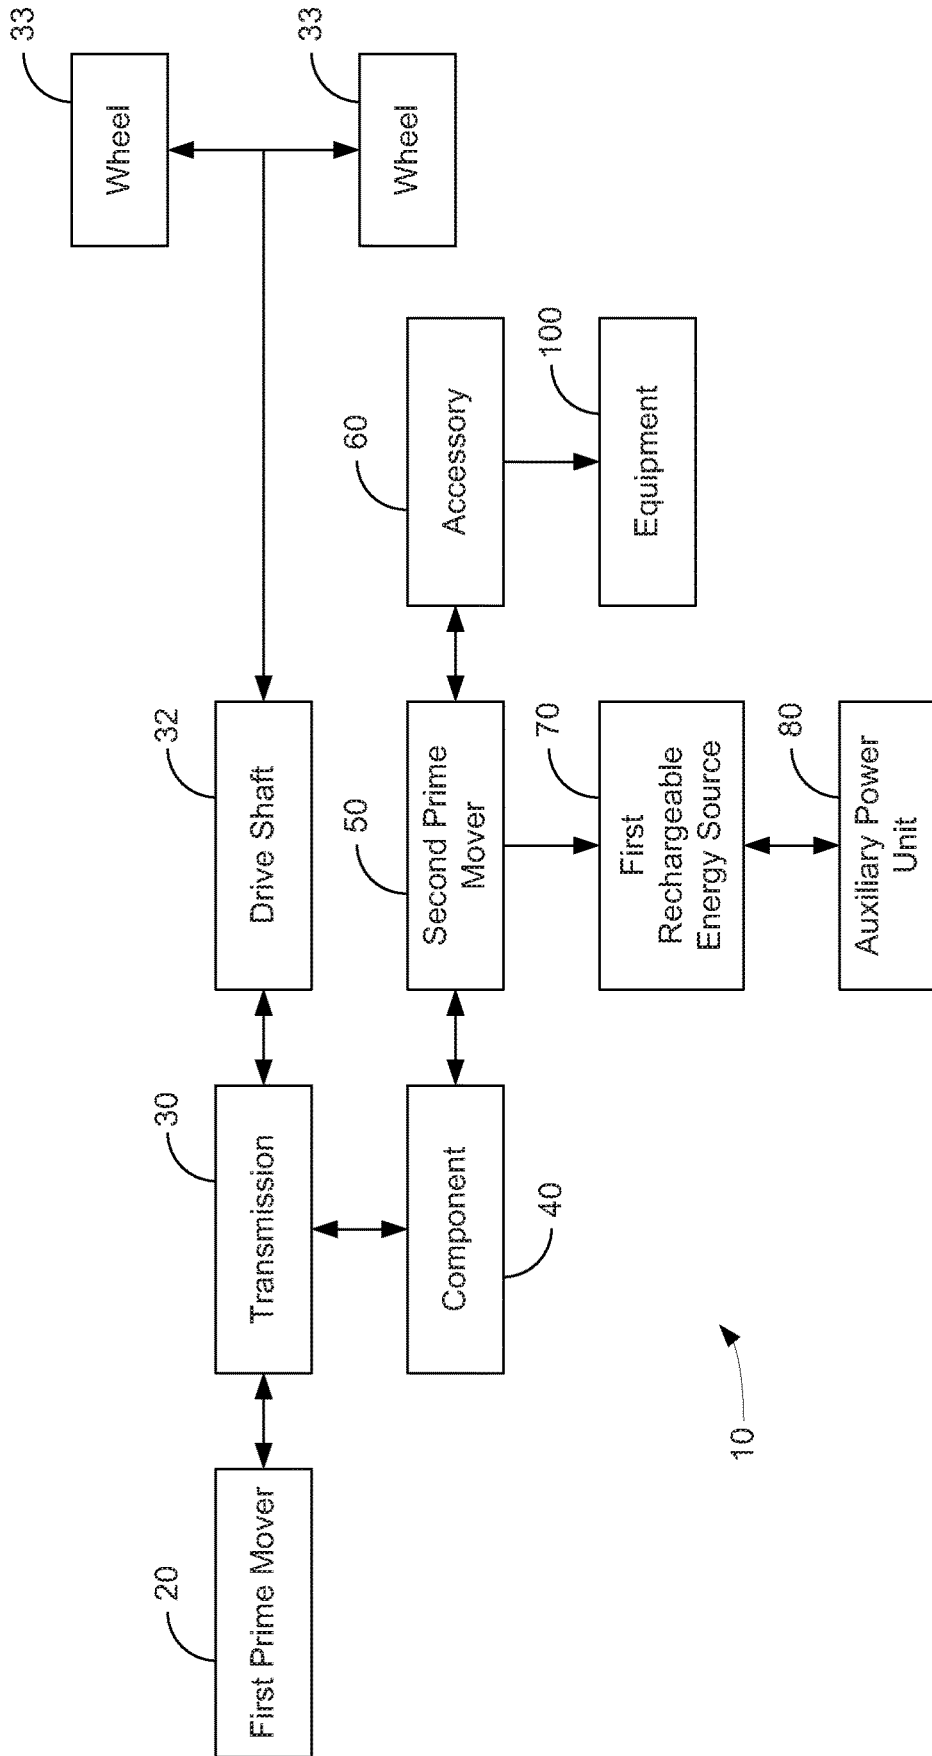 20
First Prime Mover
30
Transmission
32
Drive Shaft
33
Wheel
33
Wheel
40
Component
50
Second Prime
Mover
60
Accessory
70
First
Rechargeable
Energy Source
100
Equipment
80
Auxiliary Power
Unit
10